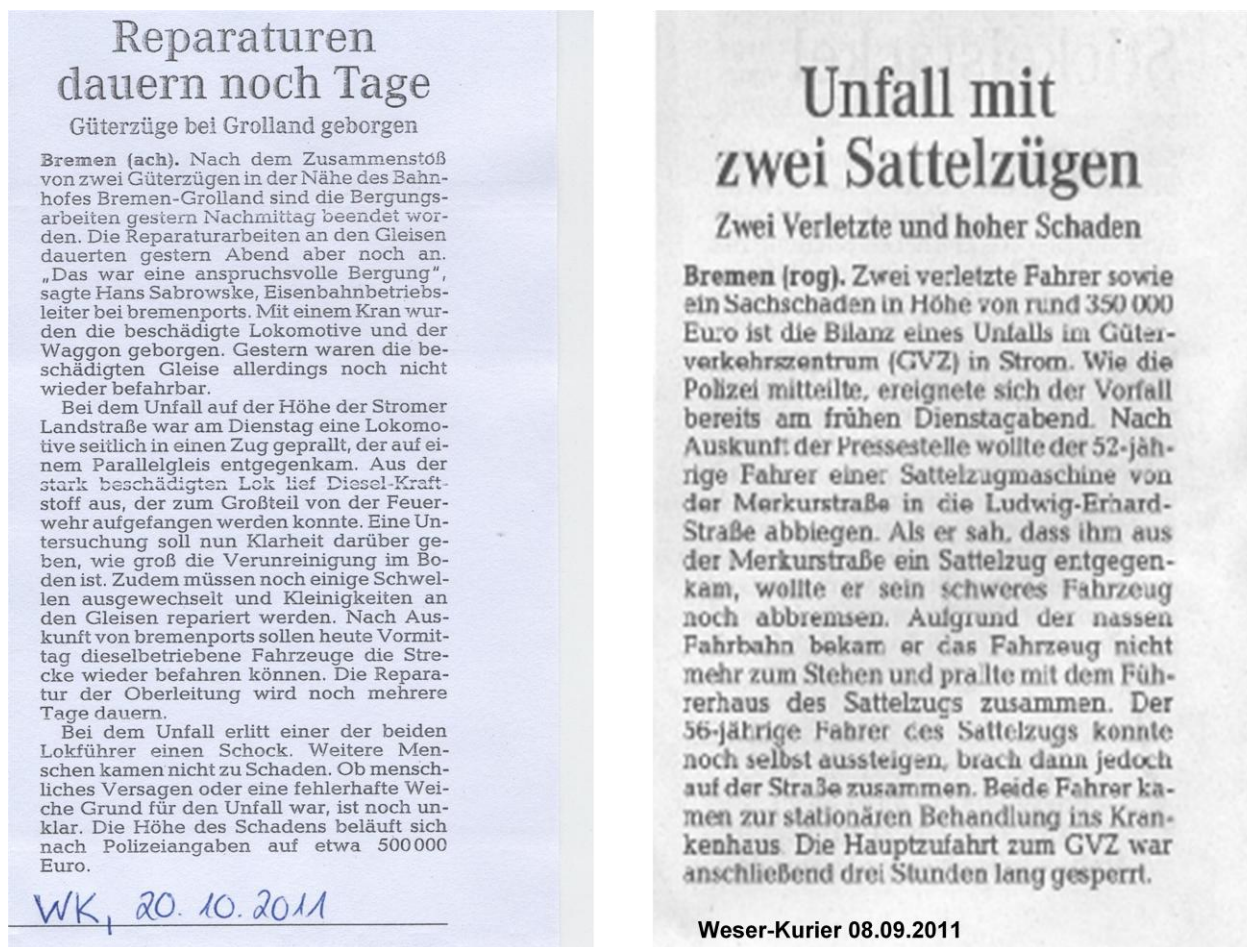 Reparaturen
dauern noch Tage
Güterzüge bei Grolland geborgen
Bremen (ach). Nach dem Zusammenstoß
von zwei Güterzügen in der Nähe des Bahn-
hofes Bremen-Grolland sind die Bergungs-
arbeiten gestern Nachmittag beendet wor-
den. Die Reparaturarbeiten an den Gleisen
dauerten gestern Abend aber noch an.
„Das war eine anspruchsvolle Bergung“,
sagte Hans Sabrowske, Eisenbahnbetriebs-
leiter bei bremenports. Mit einem Kran wur-
den die beschädigte Lokomotive und der
Waggon geborgen. Gestern waren die be-
schädigten Gleise allerdings noch nicht
wieder befahrbar.
Bei dem Unfall auf der Höhe der Stromer
Landstraße war am Dienstag eine Lokomo-
tive seitlich in einen Zug geprallt, der auf ei-
nem Parallelgleis entgegenkam. Aus der
stark beschädigten Lok lief Diesel-Kraft-
stoff aus, der zum Großteil von der Feuer-
wehr aufgefangen werden konnte. Eine Un-
tersuchung soll nun Klarheit darüber ge-
ben, wie groß die Verunreinigung im Bo-
den ist. Zudem müssen noch einige Schwel-
len ausgewechselt und Kleinigkeiten an
den Gleisen repariert werden. Nach Aus-
kunft von bremenports sollen heute Vormit-
tag dieselbetriebene Fahrzeuge die Stre-
cke wieder befahren können. Die Repara-
tur der Oberleitung wird noch mehrere
Tage dauern.
Bei dem Unfall erlitt einer der beiden
Lokführer einen Schock. Weitere Men-
schen kamen nicht zu Schaden. Ob mensch-
liches Versagen oder eine fehlerhafte Wei-
che Grund für den Unfall war, ist noch un-
klar. Die Höhe des Schadens beläuft sich
nach Polizeiangaben auf etwa 500000
Euro.
WK, 20.10.2011
Unfall mit
zwei Sattelzügen
Zwei Verletzte und hoher Schaden
Bremen (rog). Zwei verletzte Fahrer sowie
ein Sachschaden in Höhe von rund 350 000
Euro ist die Bilanz eines Unfalls im Güter-
verkehrszentrum (GVZ) in Strom. Wie die
Polizei mitteilte, ereignete sich der Vorfall
bereits am frühen Dienstagabend. Nach
Auskunft der Pressestelle wollte der 52-jäh-
rige Fahrer einer Sattelzugmaschine von
der Merkurstraße in die Ludwig-Erhard-
Straße abbiegen. Als er sah, dass ihm aus
der Merkurstraße ein Sattelzug entgegen-
kam, wollte er sein schweres Fahrzeug
noch abbremsen. Aufgrund der nassen
Fahrbahn bekam er das Fahrzeug nicht
mehr zum Stehen und prallte mit dem Füh-
rerhaus des Sattelzugs zusammen. Der
56-jährige Fahrer des Sattelzugs konnte
noch selbst aussteigen, brach dann jedoch
auf der Straße zusammen. Beide Fahrer ka-
men zur stationären Behandlung ins Kran-
kenhaus. Die Hauptzufahrt zum GVZ war
anschließend drei Stunden lang gesperrt.
Weser-Kurier 08.09.2011